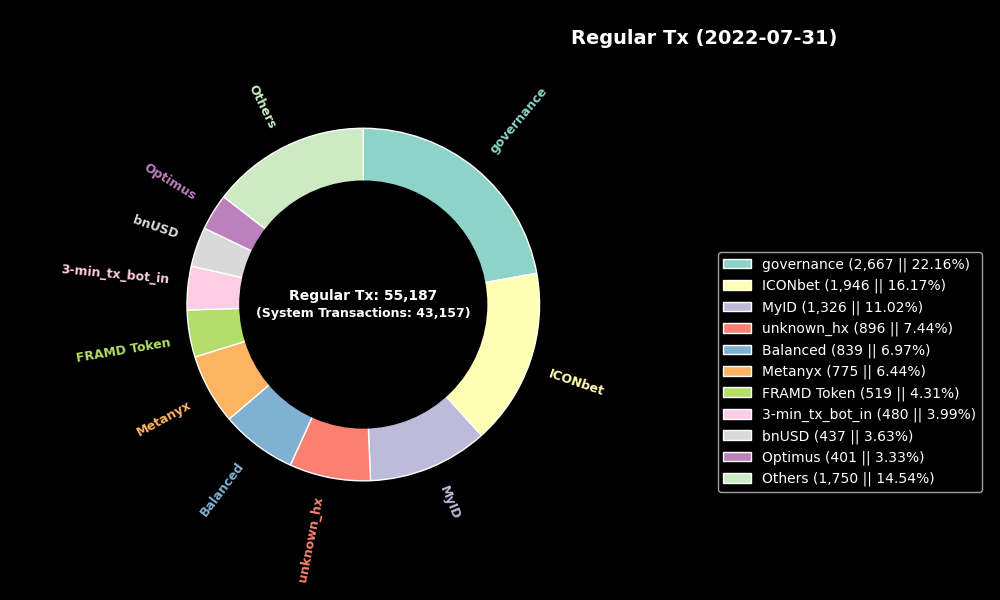 Regular Tx (2022-07-31)
Others
governance
Optimus
bnUSD
3-min_tx_bot_in
Regular Tx: 55,187
(System Transactions: 43,157)
FRAMD Token
ICONbet
Metanyx
Balanced
MyID
unknown_hx
governance (2,667 || 22.16%)
ICONbet (1,946 || 16.17%)
MyID (1,326 || 11.02%)
unknown_hx (896 || 7.44%)
Balanced (839 || 6.97%)
Metanyx (775 || 6.44%)
FRAMD Token (519 || 4.31%)
3-min_tx_bot_in (480 || 3.99%)
bnUSD (437 || 3.63%)
Optimus (401 || 3.33%)
Others (1,750 || 14.54%)